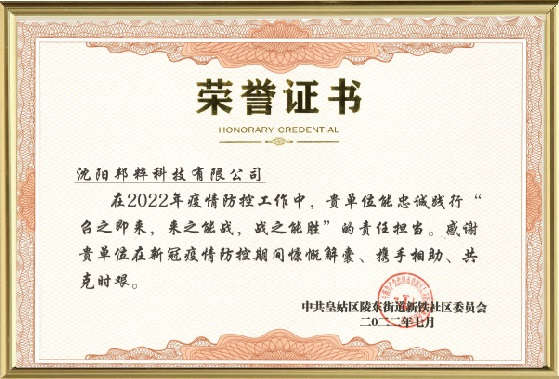 荣誉证书
HONORARY CREDENTIAL
沈阳邦粹科技有限公司
在2022年疫情防控工作中，贵单位能忠诚践行“
召之即来，来之能战，战之能胜”的责任担当。感谢
贵单位在新冠疫情防控期间慷慨解囊、携手相助、共
克时艰。
中共皇姑区陵东街道新铁社区委员会
二〇二二年七月